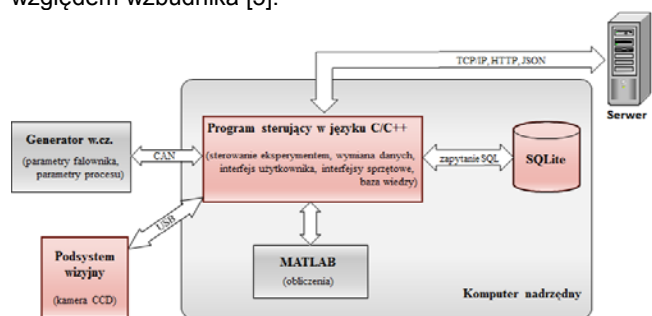 względem wzbudnika [5].
TCP/IP, HTTP, JSON
Serwer
Program sterujący w języku C/C++
(sterowanie eksperymentem, wymiana danych,
interfejs użytkownika, interfejsy sprzętowe,
baza wiedzy)
Generator w.cz.
(parametry falownika,
parametry procesu)
CAN
zapytanie SQL
SQLite
USB
Podsystem
wizyjny
(kamera CCD)
MATLAB
(obliczenia)
Komputer nadrzędny